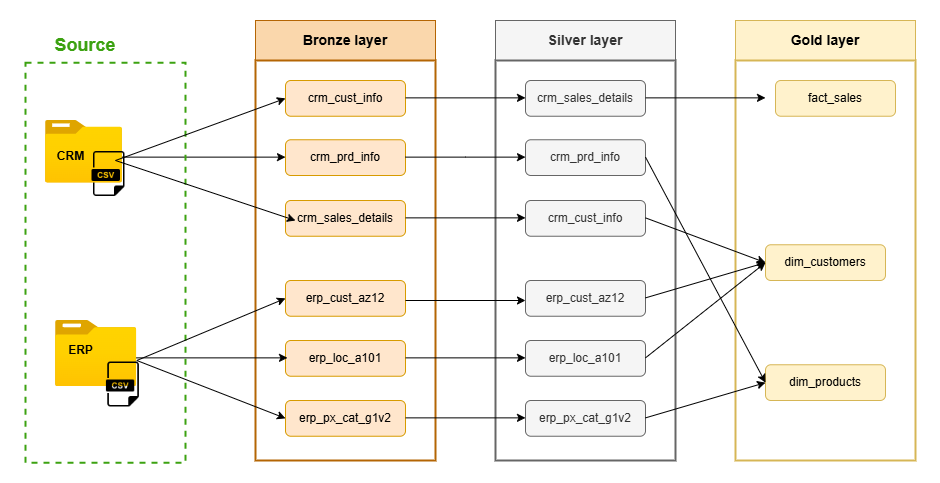 Source
CRM
CSV
ERP
CSV
Bronze layer
crm_cust_info
crm_prd_info
crm_sales_details
erp_cust_az12
erp_loc_a101
erp_px_cat_g1v2
Silver layer
crm_sales_details
crm_prd_info
crm_cust_info
erp_cust_az12
erp_loc_a101
erp_px_cat_g1v2
Gold layer
fact_sales
dim_customers
dim_products